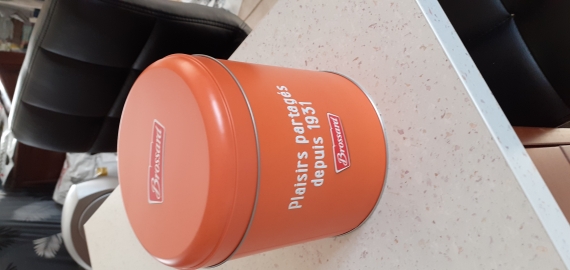 Brossard
Plaisirs partagés
depuis 1931
Brossard